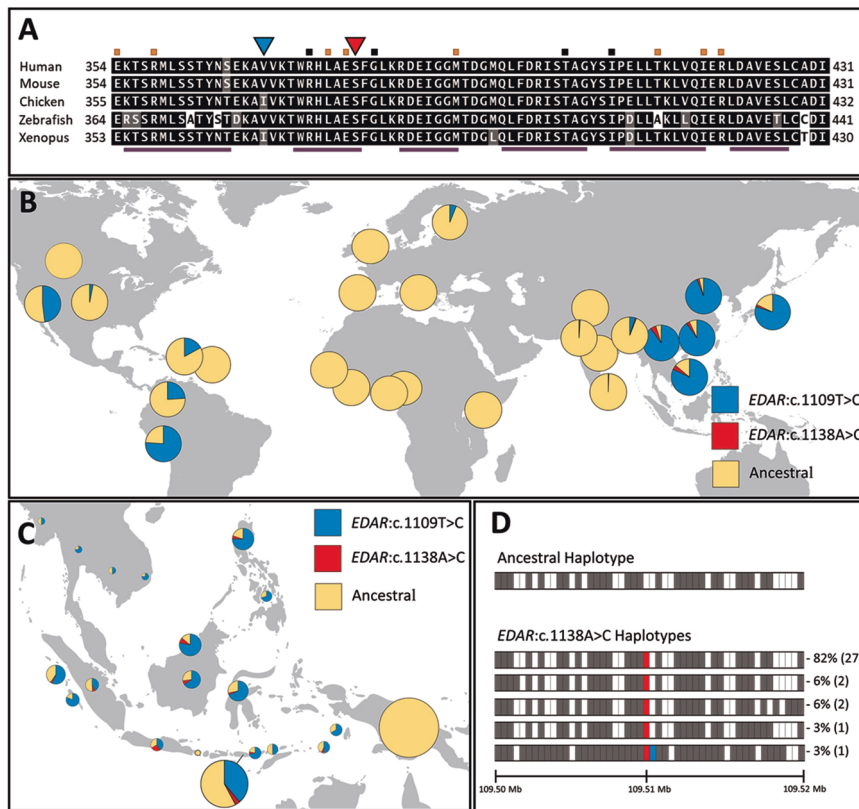 A
Human 354 EKTSRMLSSTYNSEKAVVKTWRHLAESFGLKRDEIGGMTDGMQLFDRISTAGYSIPELLTKLVQIERLDAVESLCADI 431
Mouse 354 EKTSRMLSSTYNSEKAVVKTWRHLAESFGLKRDEIGGMTDGMQLFDRISTAGYSIPELLTKLVQIERLDAVESLCADI 431
Chicken 355 EKTSRMLSSTYNTEKAIVKTWRHLAESFGLKRDEIGGMTDGMQLFDRISTAGYSIPELLTKLVQIERLDAVESLCADI 432
Zebrafish 364 ERSSRMLSATYSTDKAVVKTWRHLAESFGLKRDEIGGMTDGMQLFDRISTAGYSIPDLLAKLLQIERLDAVETLCCDI 441
Xenopus 353 EKTSRMLSSTYNTEKAIVKTWRHLAESFGLKRDEIGGMTDGLQLFDRISTAGYSIPDLLTKLVQIERLDAVESLCTDI 430
B
EDAR:c.1109T>C
EDAR:c.1138A>C
Ancestral
C
EDAR:c.1109T>C
EDAR:c.1138A>C
Ancestral
D
Ancestral Haplotype
EDAR:c.1138A>C Haplotypes
- 82% (27
- 6% (2)
- 6% (2)
- 3% (1)
- 3% (1)
109.50 Mb 109.51 Mb 109.52 Mb